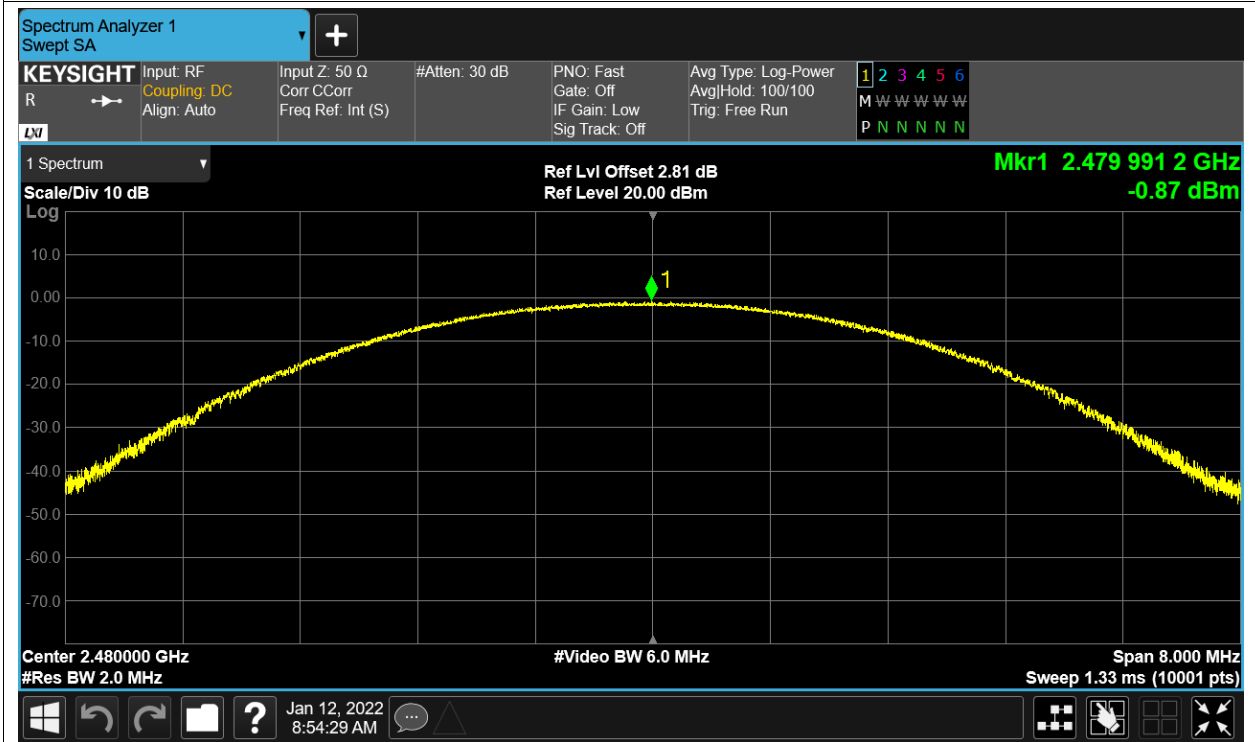 Spectrum Analyzer 1
Swept SA
KEYSIGHT
R
LXI
Input: RF
Coupling: DC
Align: Auto
Input Z: 50 Ω
Corr CCorr
Freq Ref: Int (S)
#Atten: 30 dB
PNO: Fast
Gate: Off
IF Gain: Low
Sig Track: Off
Avg Type: Log-Power
Avg|Hold: 100/100
Trig: Free Run
1 2 3 4 5 6
M W W W W W
P N N N N N
1 Spectrum
Scale/Div 10 dB
Log
Ref Lvl Offset 2.81 dB
Ref Level 20.00 dBm
Mkr1 2.479 991 2 GHz
-0.87 dBm
1
10.0
0.00
-10.0
-20.0
-30.0
-40.0
-50.0
-60.0
-70.0
Center 2.480000 GHz
#Res BW 2.0 MHz
#Video BW 6.0 MHz
Span 8.000 MHz
Sweep 1.33 ms (10001 pts)
?
Jan 12, 2022
8:54:29 AM